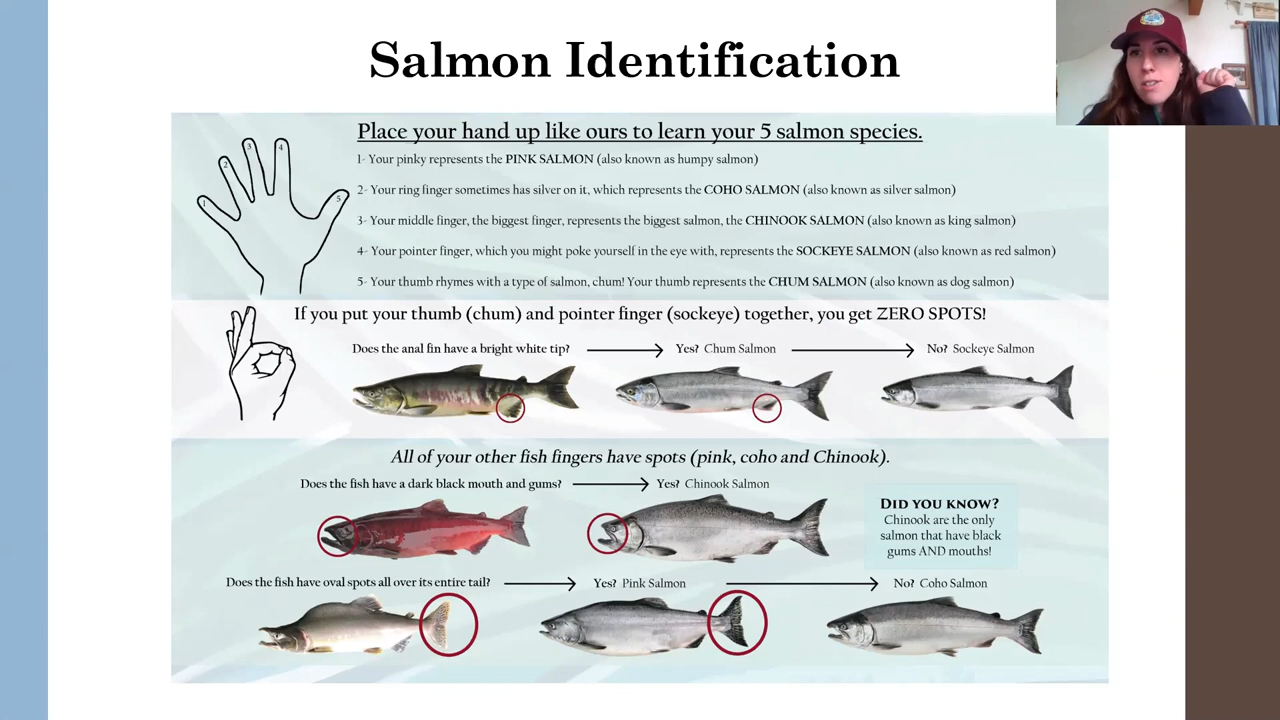 Salmon Identification
Place your hand up like ours to learn your 5 salmon species.
1 2 3 4 5
1- Your pinky represents the PINK SALMON (also known as humpy salmon)
2- Your ring finger sometimes has silver on it, which represents the COHO SALMON (also known as silver salmon)
3- Your middle finger, the biggest finger, represents the biggest salmon, the CHINOOK SALMON (also known as king salmon)
4- Your pointer finger, which you might poke yourself in the eye with, represents the SOCKEYE SALMON (also known as red salmon)
5- Your thumb rhymes with a type of salmon, chum! Your thumb represents the CHUM SALMON (also known as dog salmon)
If you put your thumb (chum) and pointer finger (sockeye) together, you get ZERO SPOTS!
Does the anal fin have a bright white tip? Yes? Chum Salmon No? Sockeye Salmon
All of your other fish fingers have spots (pink, coho and Chinook).
Does the fish have a dark black mouth and gums? Yes? Chinook Salmon
DID YOU KNOW?
Chinook are the only
salmon that have black
gums AND mouths!
Does the fish have oval spots all over its entire tail? Yes? Pink Salmon No? Coho Salmon